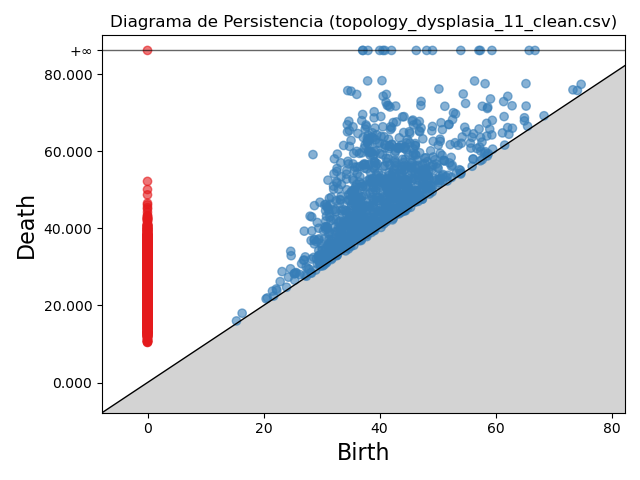 Diagrama de Persistencia (topology_dysplasia_11_clean.csv)
+∞
80.000
60.000
40.000
20.000
0.000
Death
0 20 40 60 80
Birth